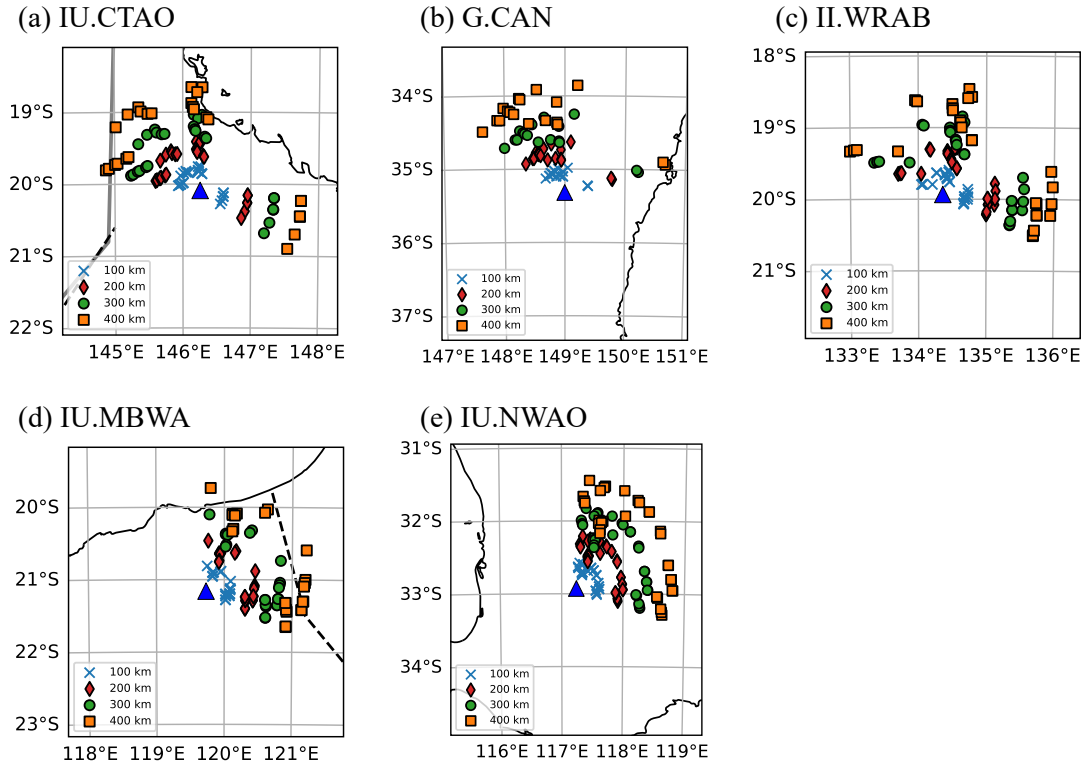 (a) IU.CTAO
19°S
20°S
21°S
22°S
145°E
146°E
147°E
148°E
100 km
200 km
300 km
400 km
(b) G.CAN
34°S
35°S
36°S
37°S
147°E
148°E
149°E
150°E
151°E
100 km
200 km
300 km
400 km
(c) II.WRAB
18°S
19°S
20°S
21°S
133°E
134°E
135°E
136°E
100 km
200 km
300 km
400 km
(d) IU.MBWA
20°S
21°S
22°S
23°S
118°E
119°E
120°E
121°E
100 km
200 km
300 km
400 km
(e) IU.NWAO
31°S
32°S
33°S
34°S
116°E
117°E
118°E
119°E
100 km
200 km
300 km
400 km